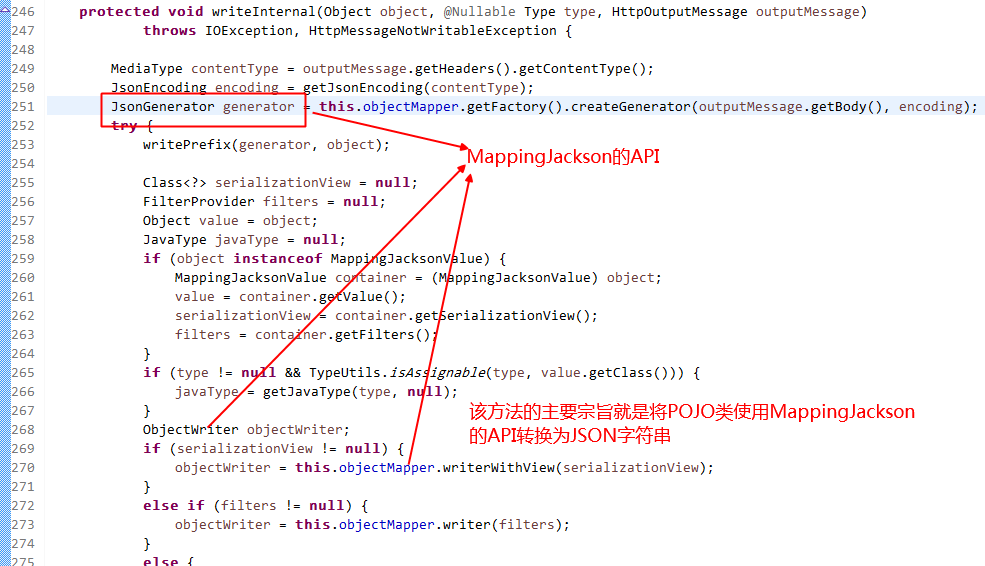 246 protected void writeInternal(Object object, @Nullable Type type, HttpOutputMessage outputMessage)
247 throws IOException, HttpMessageNotWritableException {
248
249 MediaType contentType = outputMessage.getHeaders().getContentType();
250 JsonEncoding encoding = getJsonEncoding(contentType);
251 JsonGenerator generator = this.objectMapper.getFactory().createGenerator(outputMessage.getBody(), encoding);
252 try {
253 writePrefix(generator, object);
MappingJackson的API
254
255 Class<?> serializationView = null;
256 FilterProvider filters = null;
257 Object value = object;
258 JavaType javaType = null;
259 if (object instanceof MappingJacksonValue) {
260 MappingJacksonValue container = (MappingJacksonValue) object;
261 value = container.getValue();
262 serializationView = container.getSerializationView();
263 filters = container.getFilters();
264 }
265 if (type != null && TypeUtils.isAssignable(type, value.getClass())) {
266 javaType = getJavaType(type, null);
267 }
该方法的主要宗旨就是将POJO类使用MappingJackson
的API转换为JSON字符串
268 ObjectWriter objectWriter;
269 if (serializationView != null) {
270 objectWriter = this.objectMapper.writerWithView(serializationView);
271 }
272 else if (filters != null) {
273 objectWriter = this.objectMapper.writer(filters);
274 }
275 else {